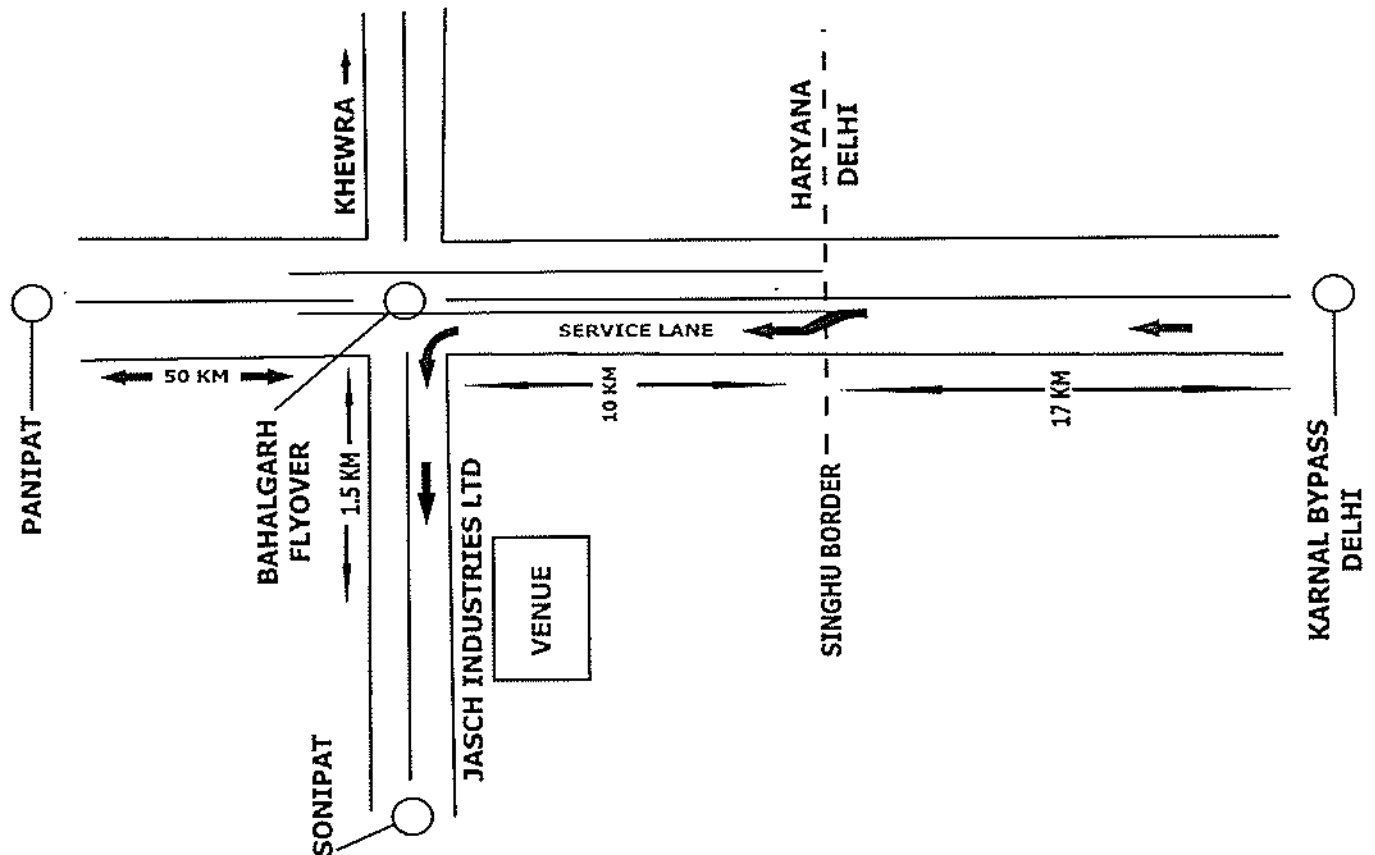 KHEWRA
HARYANA
DELHI
SERVICE LANE
50 KM
10 KM
17 KM
PANIPAT
BAHALGARH
FLYOVER
1.5 KM
JASCH INDUSTRIES LTD
VENUE
SINGHU BORDER
KARNAL BYPASS
DELHI
SONIPAT